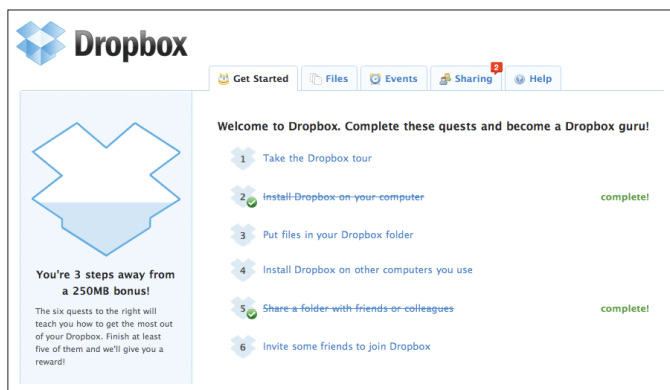 Dropbox
Get Started Files Events Sharing 2 Help
Welcome to Dropbox. Complete these quests and become a Dropbox guru!
1 Take the Dropbox tour
2 Install Dropbox on your computer complete!
3 Put files in your Dropbox folder
4 Install Dropbox on other computers you use
5 Share a folder with friends or colleagues complete!
6 Invite some friends to join Dropbox
You're 3 steps away from
a 250MB bonus!
The six quests to the right will
teach you how to get the most out
of your Dropbox. Finish at least
five of them and we'll give you a
reward!